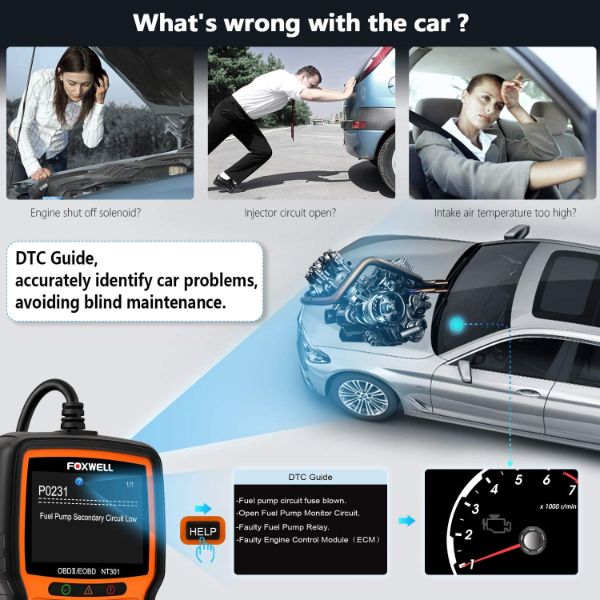 What's wrong with the car ?
Engine shut off solenoid?
Injector circuit open?
Intake air temperature too high?
DTC Guide,
accurately identify car problems,
avoiding blind maintenance.
FOXWELL
P0231
?
1/1
Fuel Pump Secondary Circuit Low
OBDⅡ/EOBD NT301
HELP
DTC Guide
-Fuel pump circuit fuse blown.
-Open Fuel Pump Monitor Circuit.
-Faulty Fuel Pump Relay.
-Faulty Engine Control Module（ECM）
1
2
3
4
5
6
7
x 1000 r/min